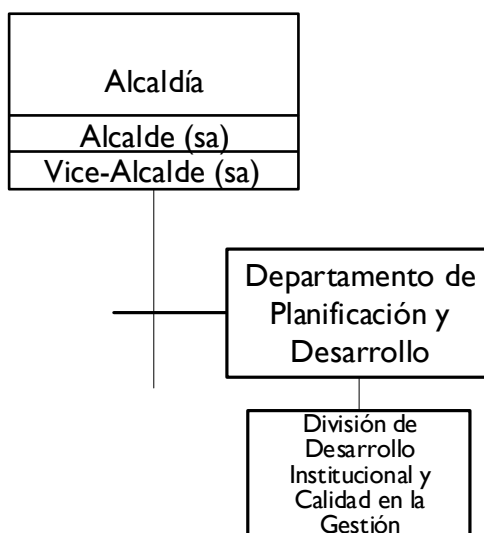 Alcaldía
Alcalde (sa)
Vice-Alcalde (sa)
Departamento de
Planificación y
Desarrollo
División de
Desarrollo
Institucional y
Calidad en la
Gestión